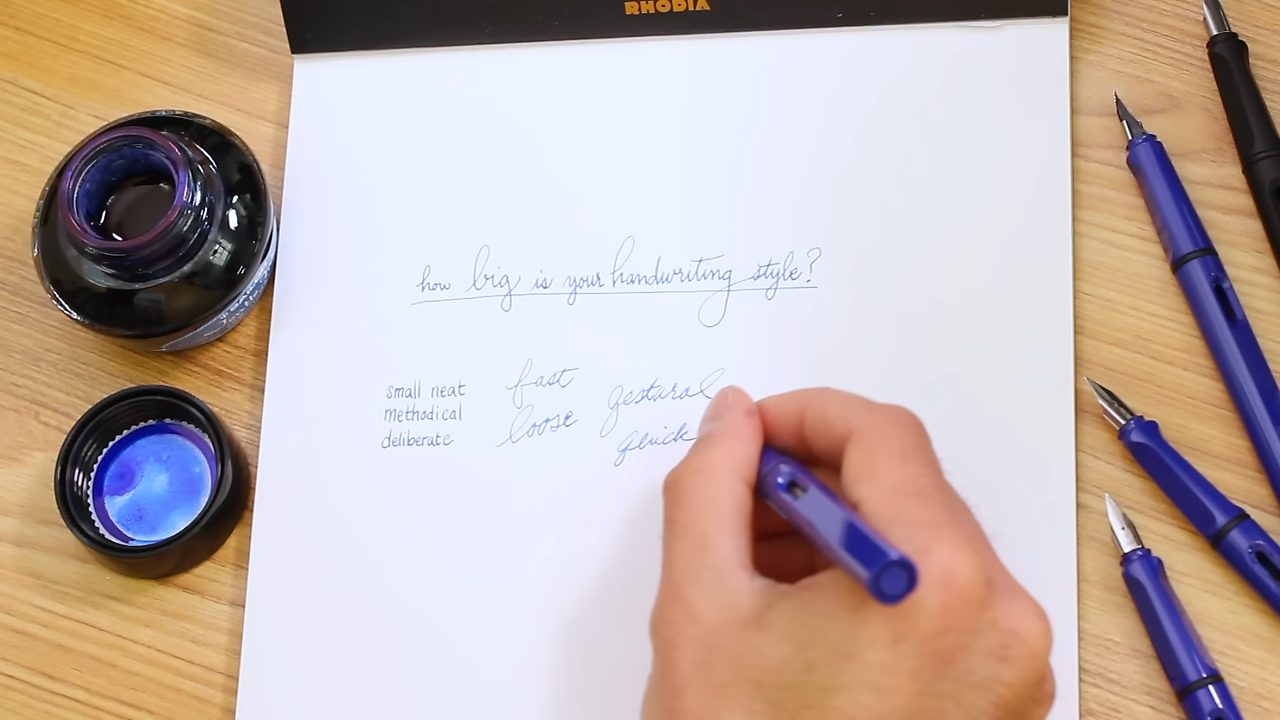 RHODIA
how big is your handwriting style?
small neat
methodical
deliberate
fast
loose
gestural
quick